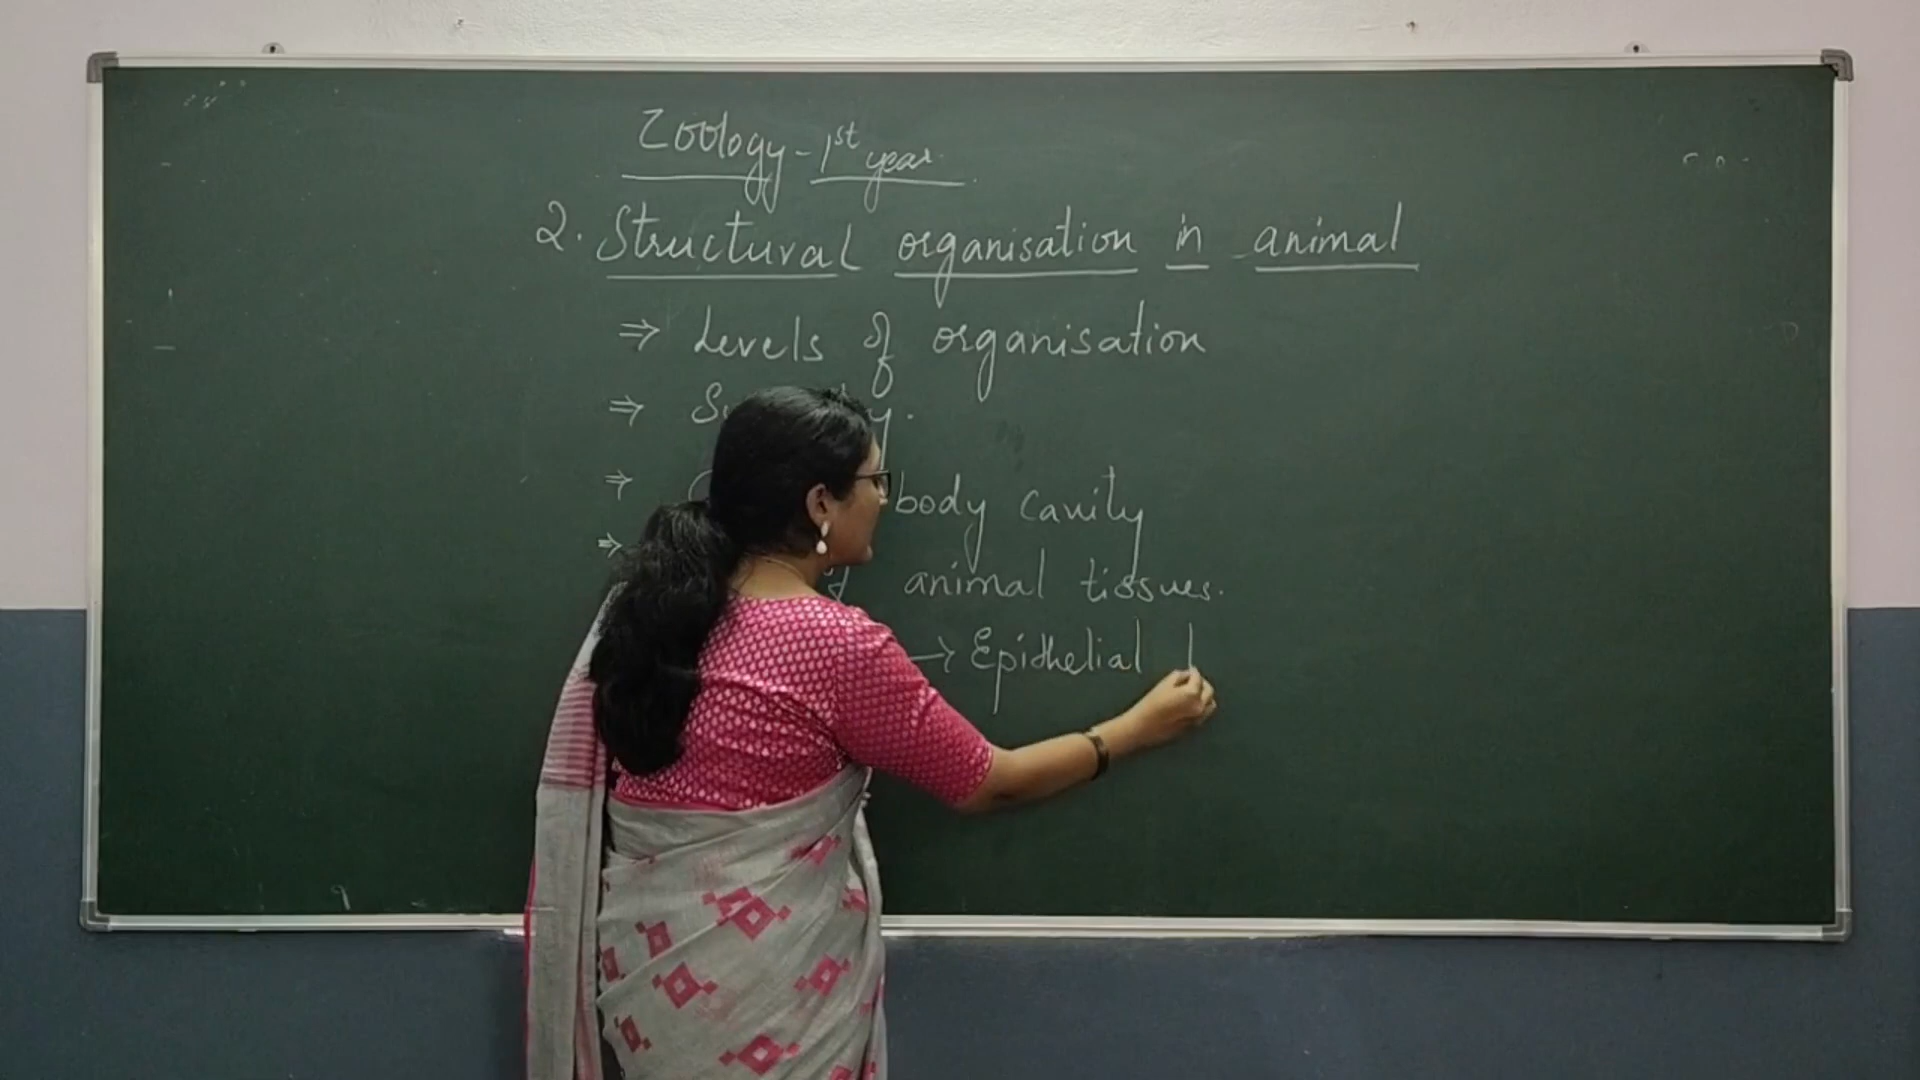 Zoology - 1st year.
2. Structural organisation in animal
⇒ Levels of organisation
⇒
⇒ body cavity
⇒ animal tissues.
→ Epithelial